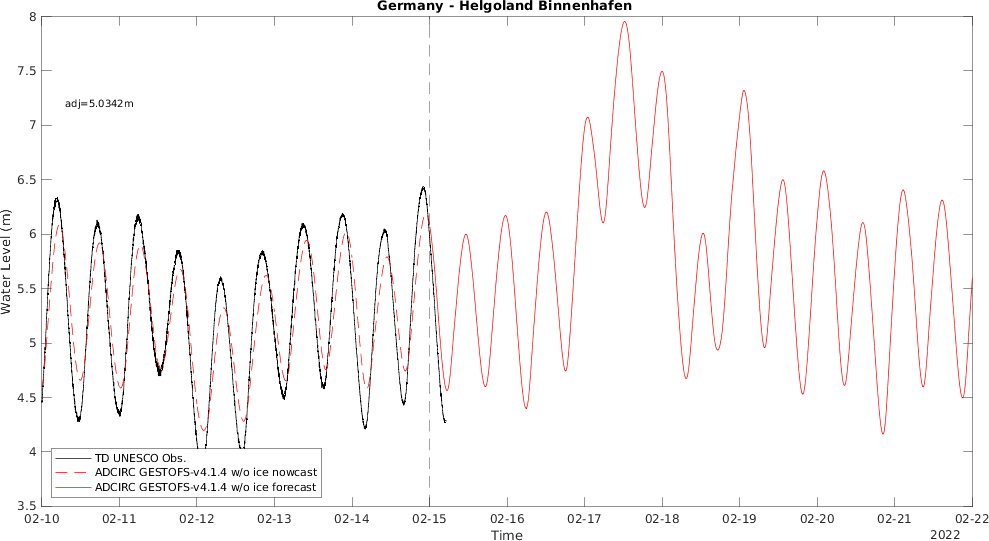 Germany - Helgoland Binnenhafen
8
7.5
adj=5.0342m
7
6.5
6
Water Level (m)
5.5
5
4.5
4
3.5
TD UNESCO Obs.
ADCIRC GESTOFS-v4.1.4 w/o ice nowcast
ADCIRC GESTOFS-v4.1.4 w/o ice forecast
02-10 02-11 02-12 02-13 02-14 02-15 02-16 02-17 02-18 02-19 02-20 02-21 02-22
Time
2022